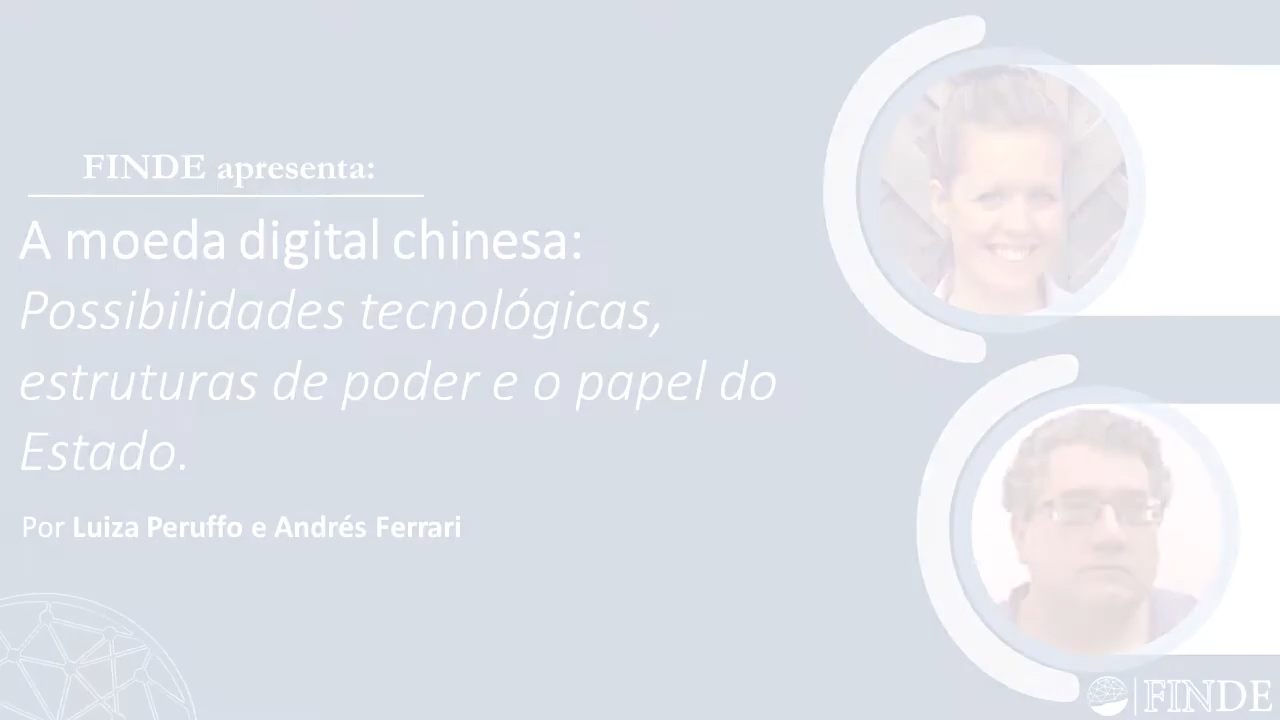 FINDE apresenta:
A moeda digital chinesa:
Possibilidades tecnológicas,
estruturas de poder e o papel do
Estado.
Por Luiza Peruffo e Andrés Ferrari
FINDE